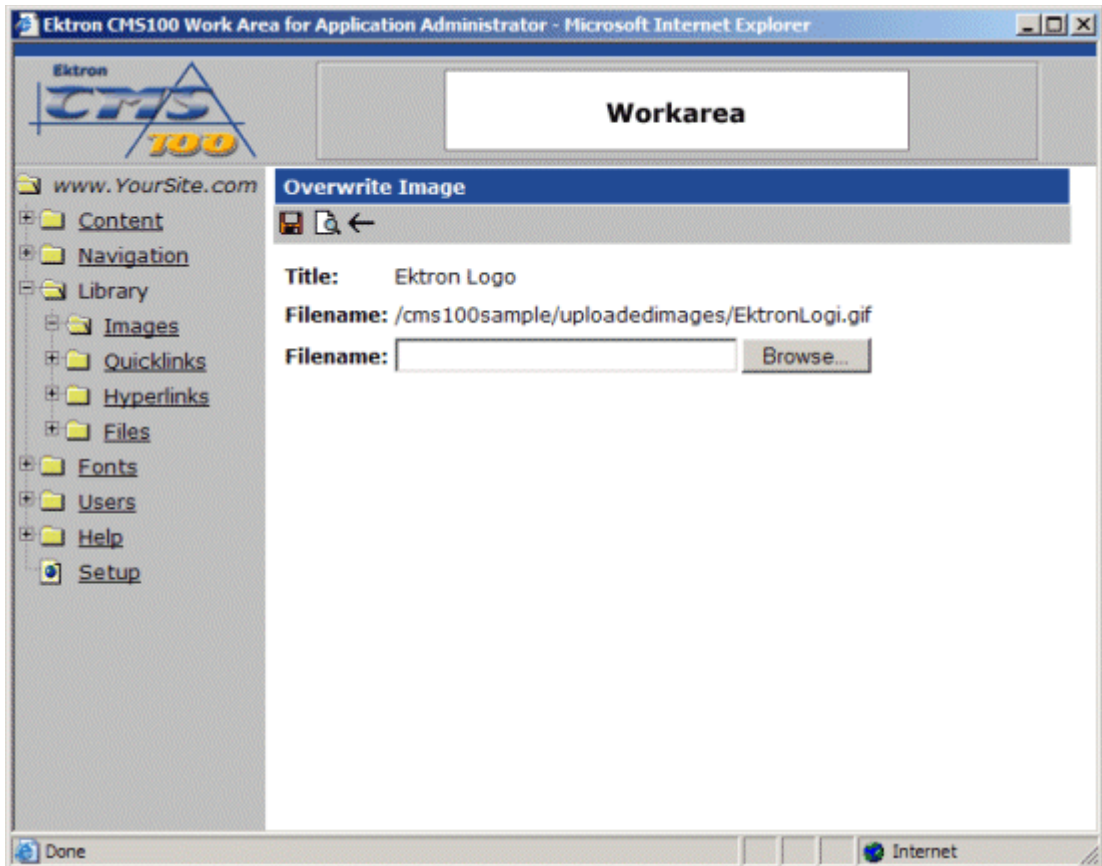 Ektron CMS100 Work Area for Application Administrator - Microsoft Internet Explorer
Ektron
CMS
100
Workarea
www.YourSite.com
Content
Navigation
Library
Images
Quicklinks
Hyperlinks
Files
Fonts
Users
Help
Setup
Overwrite Image
Title: Ektron Logo
Filename: /cms100sample/uploadedimages/EktronLogi.gif
Filename: Browse...
Done
Internet